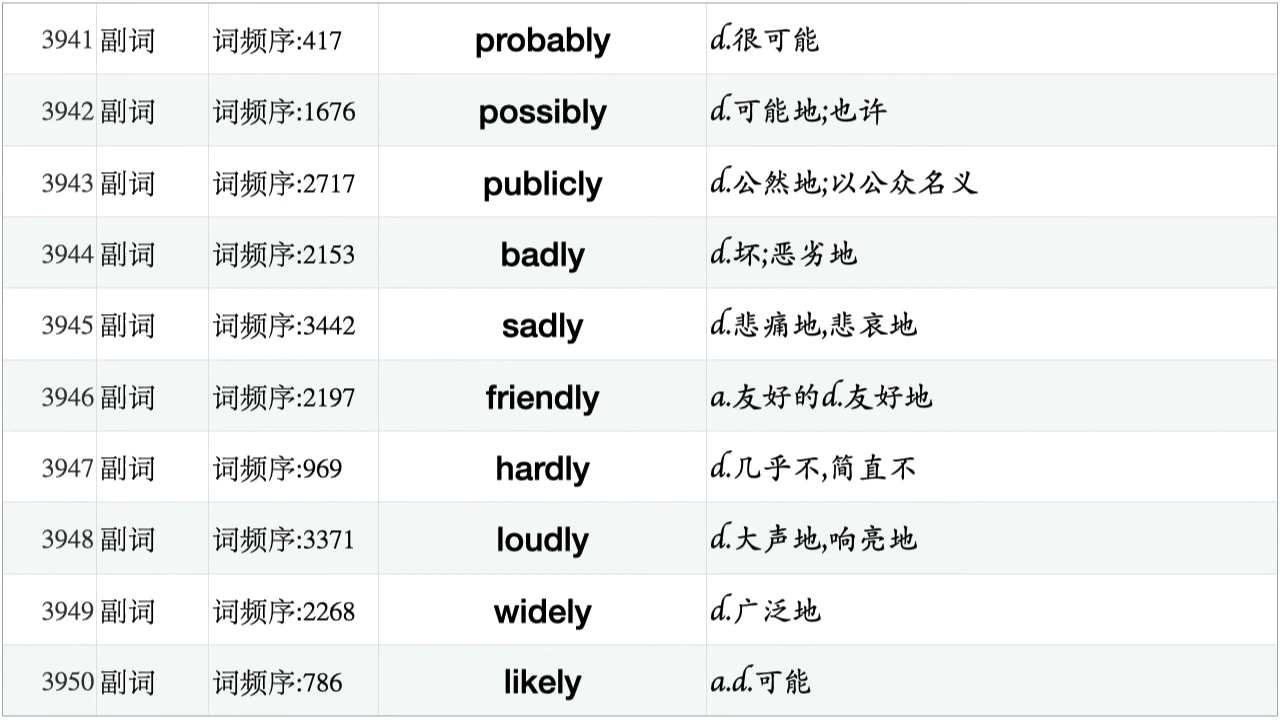 3941 副词 词频序:417 probably d.很可能
3942 副词 词频序:1676 possibly d.可能地;也许
3943 副词 词频序:2717 publicly d.公然地;以公众名义
3944 副词 词频序:2153 badly d.坏;恶劣地
3945 副词 词频序:3442 sadly d.悲痛地,悲哀地
3946 副词 词频序:2197 friendly a.友好的d.友好地
3947 副词 词频序:969 hardly d.几乎不,简直不
3948 副词 词频序:3371 loudly d.大声地,响亮地
3949 副词 词频序:2268 widely d.广泛地
3950 副词 词频序:786 likely a.d.可能